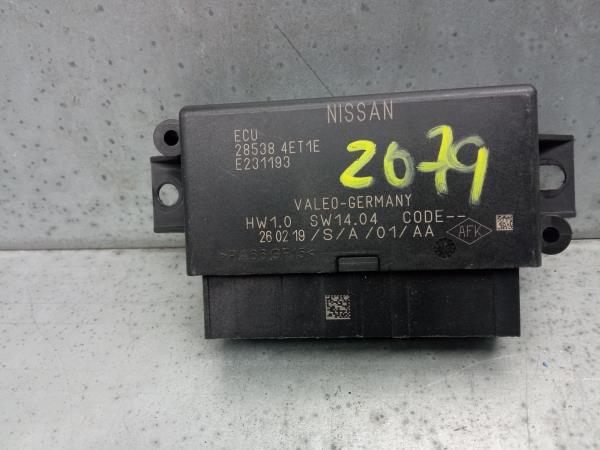 NISSAN
ECU
28538 4ET1E
E231193
2679
VALEO-GERMANY
HW1.0 SW14.04 CODE--
26 02 19 /S/A/01/AA
AFK